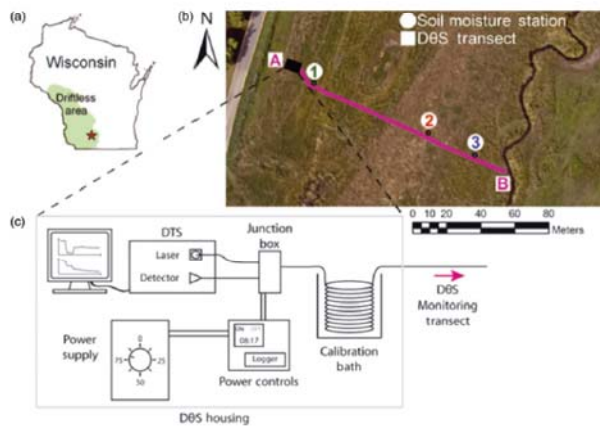 (a)
Wisconsin
Driftless
area
(b)
N
Soil moisture station
DθS transect
A
1
2
3
B
0 10 20 40 60 80
Meters
(c)
DTS
Laser
Detector
Junction
box
Power
supply
0
75
25
50
ON OFF
08:17
Logger
Power controls
Calibration
bath
DθS
Monitoring
transect
DθS housing